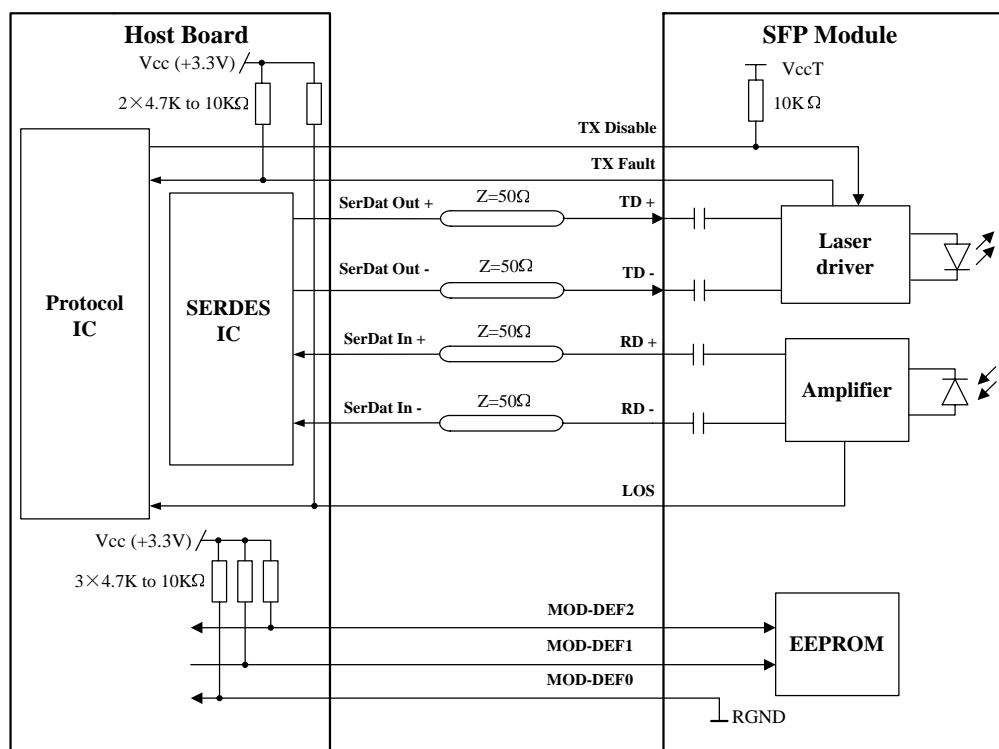 Host Board
SFP Module
Vcc (+3.3V)
VccT
2×4.7K to 10KΩ
10KΩ
TX Disable
TX Fault
SerDat Out +
Z=50Ω
TD +
Laser
driver
SerDat Out -
Z=50Ω
TD -
Protocol
IC
SERDES
IC
SerDat In +
Z=50Ω
RD +
Amplifier
SerDat In -
Z=50Ω
RD -
LOS
Vcc (+3.3V)
3×4.7K to 10KΩ
MOD-DEF2
MOD-DEF1
EEPROM
MOD-DEF0
RGND